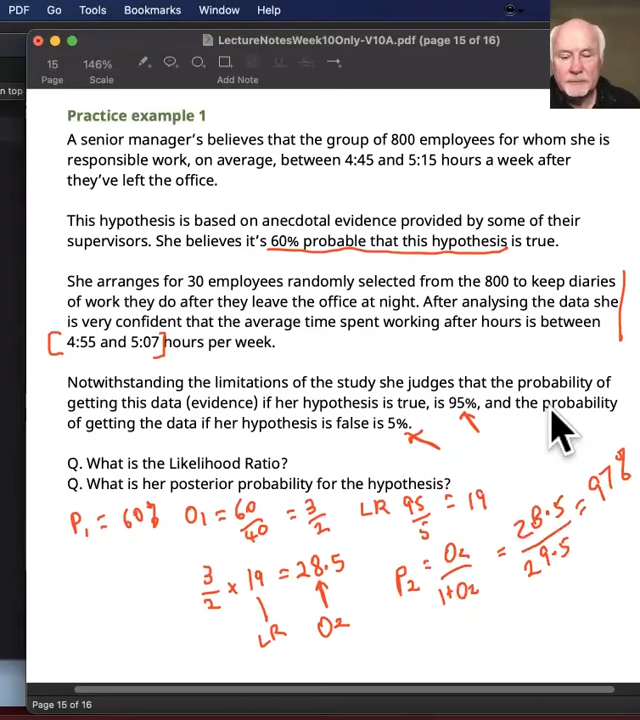 PDF Go Tools Bookmarks Window Help
LectureNotesWeek10Only-V10A.pdf (page 15 of 16)
15 146%
Page Scale Add Note
n top
Practice example 1
A senior manager's believes that the group of 800 employees for whom she is
responsible work, on average, between 4:45 and 5:15 hours a week after
they've left the office.
This hypothesis is based on anecdotal evidence provided by some of their
supervisors. She believes it's 60% probable that this hypothesis is true.
She arranges for 30 employees randomly selected from the 800 to keep diaries
of work they do after they leave the office at night. After analysing the data she
is very confident that the average time spent working after hours is between
[4:55 and 5:07] hours per week.
Notwithstanding the limitations of the study she judges that the probability of
getting this data (evidence) if her hypothesis is true, is 95%, and the probability
of getting the data if her hypothesis is false is 5%.
Q. What is the Likelihood Ratio?
Q. What is her posterior probability for the hypothesis?
P1 = 60% O1 = 60/40 = 3/2 LR 95/5 = 19
3/2 x 19 = 28.5 P2 = O2/1+O2 = 28.5/29.5 = 97%
LR O2
Page 15 of 16